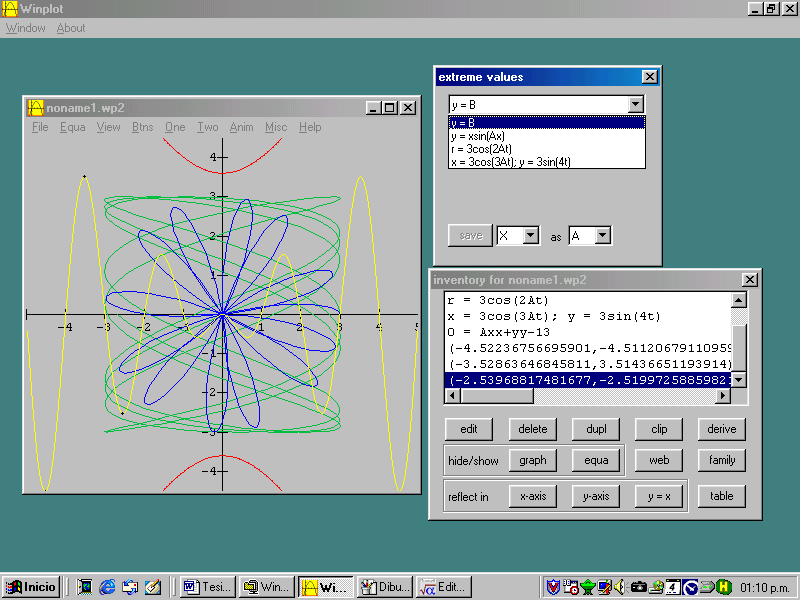 Winplot
Window About
extreme values
y = B
y = B
y = xsin(Ax)
r = 3cos(2At)
x = 3cos(3At); y = 3sin(4t)
save X as A
noname1.wp2
File Equa View Btns One Two Anim Misc Help
4
3
2
1
-4 -3 -2 -1 1 2 3 4 5
-1
-2
-3
-4
inventory for noname1.wp2
r = 3cos(2At)
x = 3cos(3At); y = 3sin(4t)
0 = Axx+yy-13
(-4.52236756695901,-4.5112067911095
(-3.52863646845811,3.51436651193914)
(-2.53968817481677,-2.519972588598
edit delete dupl clip derive
hide/show graph equa web family
reflect in x-axis y-axis y = x table
Inicio Tesi... Win... Wi... Dibu... Edit... 01:10 p.m.